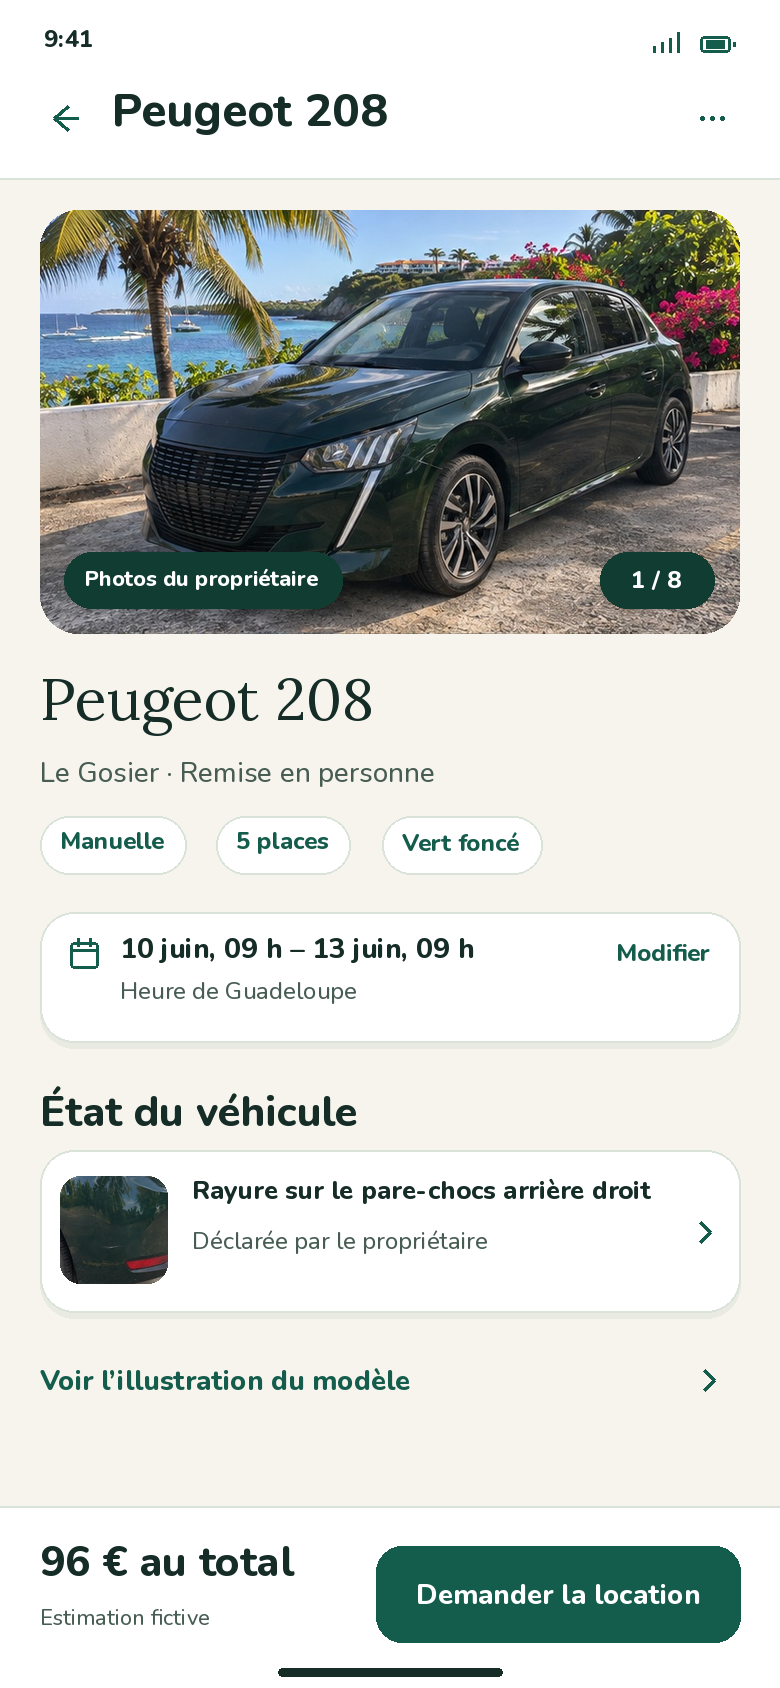 9:41
Peugeot 208
Photos du propriétaire
1 / 8
Peugeot 208
Le Gosier · Remise en personne
Manuelle
5 places
Vert foncé
10 juin, 09 h – 13 juin, 09 h
Modifier
Heure de Guadeloupe
État du véhicule
Rayure sur le pare-chocs arrière droit
Déclarée par le propriétaire
Voir l’illustration du modèle
96 € au total
Estimation fictive
Demander la location